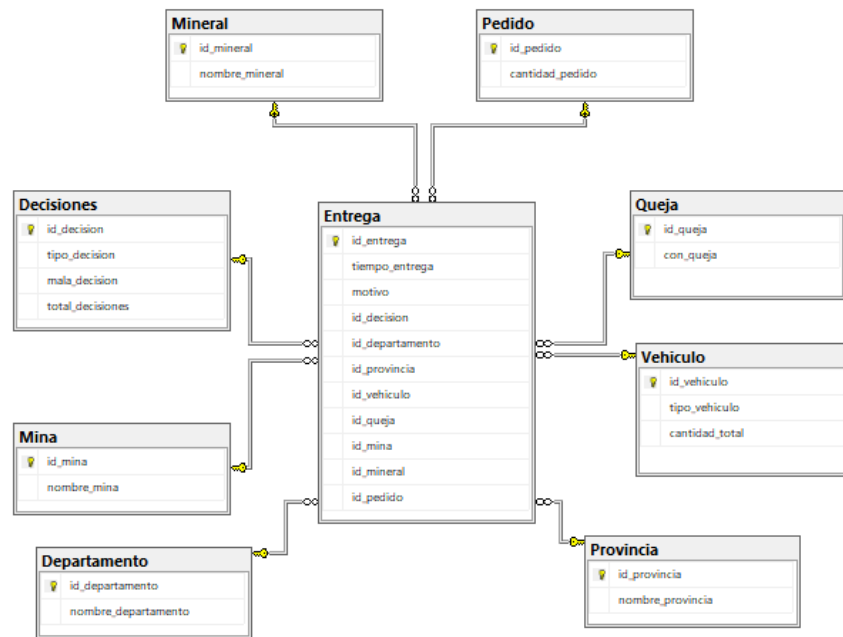 Mineral
id_mineral
nombre_mineral
Pedido
id_pedido
cantidad_pedido
Decisiones
id_decision
tipo_decision
mala_decision
total_decisiones
Entrega
id_entrega
tiempo_entrega
motivo
id_decision
id_departamento
id_provincia
id_vehiculo
id_queja
id_mina
id_mineral
id_pedido
Queja
id_queja
con_queja
Vehiculo
id_vehiculo
tipo_vehiculo
cantidad_total
Mina
id_mina
nombre_mina
Departamento
id_departamento
nombre_departamento
Provincia
id_provincia
nombre_provincia